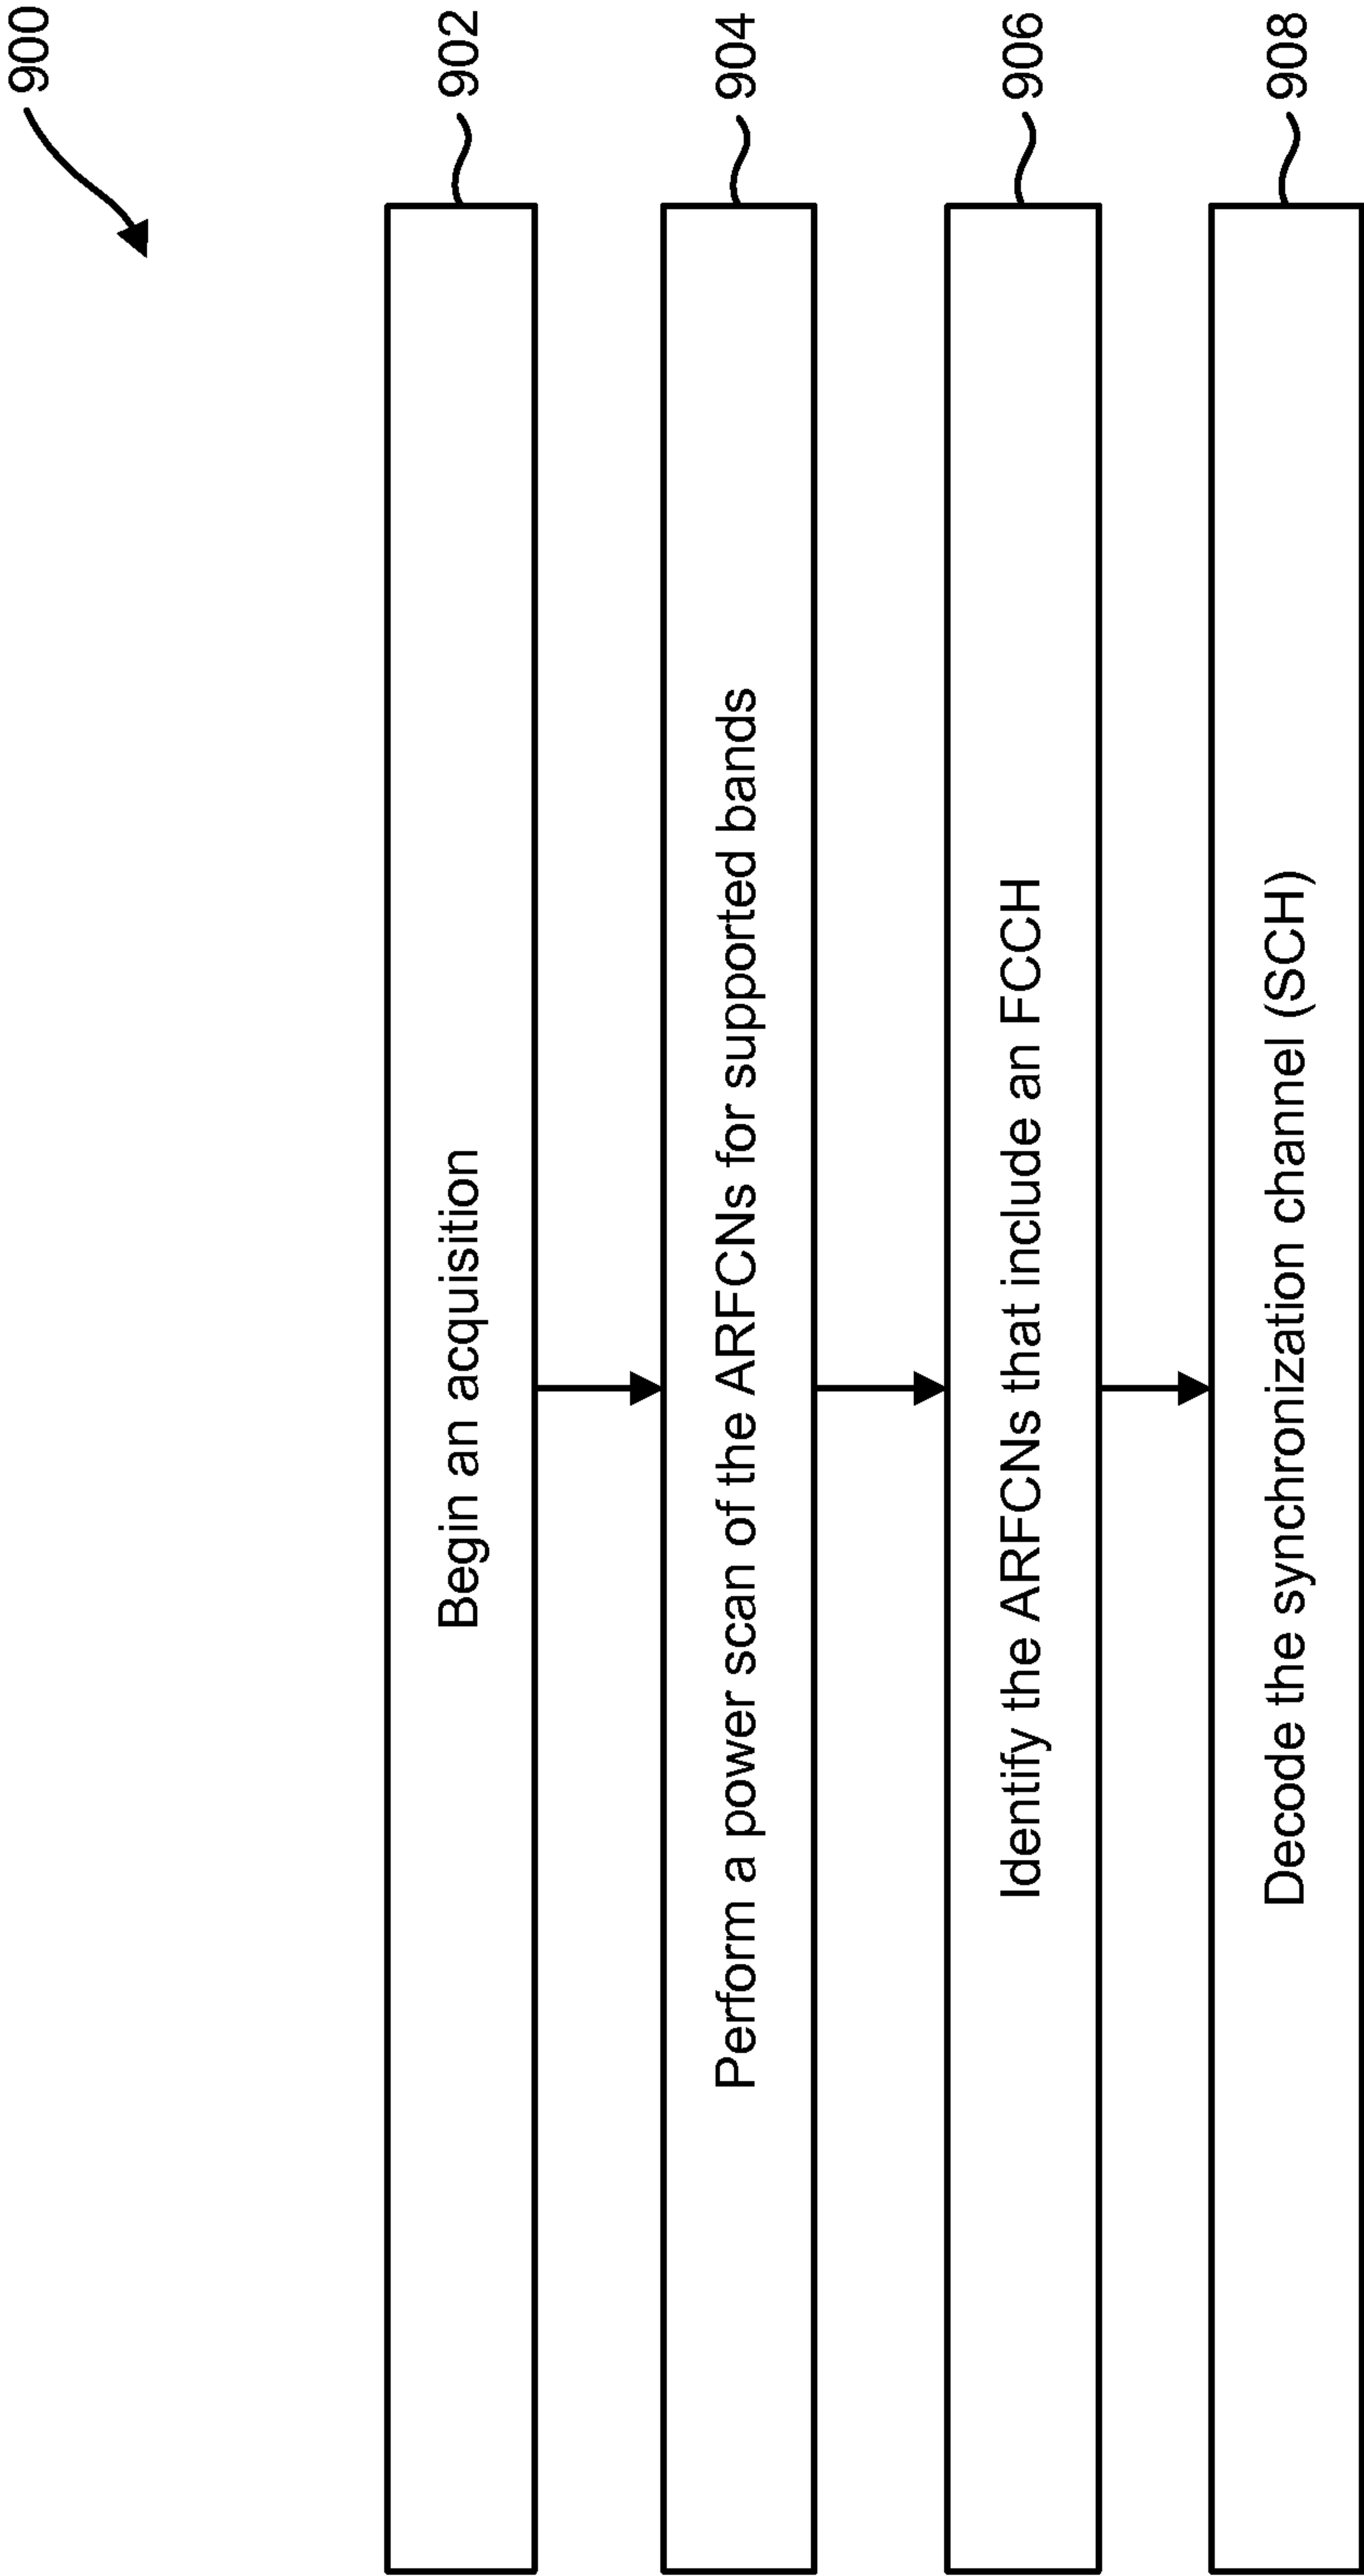 900
Begin an acquisition
902
Perform a power scan of the ARFCNs for supported bands
904
Identify the ARFCNs that include an FCCH
906
Decode the synchronization channel (SCH)
908